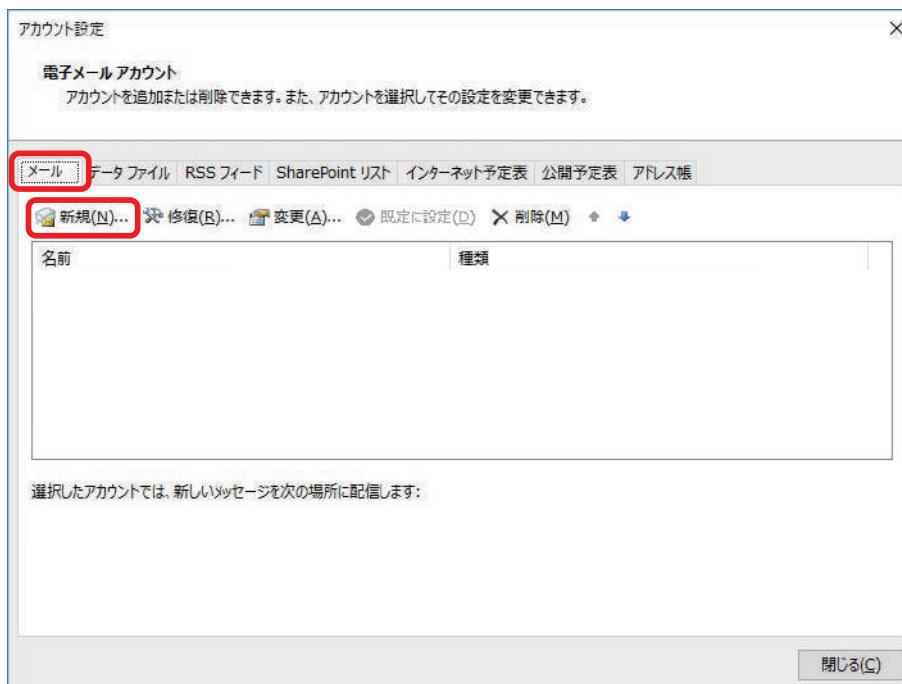 アカウント設定
電子メール アカウント
アカウントを追加または削除できます。また、アカウントを選択してその設定を変更できます。
メール データ ファイル RSS フィード SharePoint リスト インターネット予定表 公開予定表 アドレス帳
新規(N)... 修復(R)... 変更(A)... 既定に設定(D) 削除(M)
名前 種類
選択したアカウントでは、新しいメッセージを次の場所に配信します:
閉じる(C)